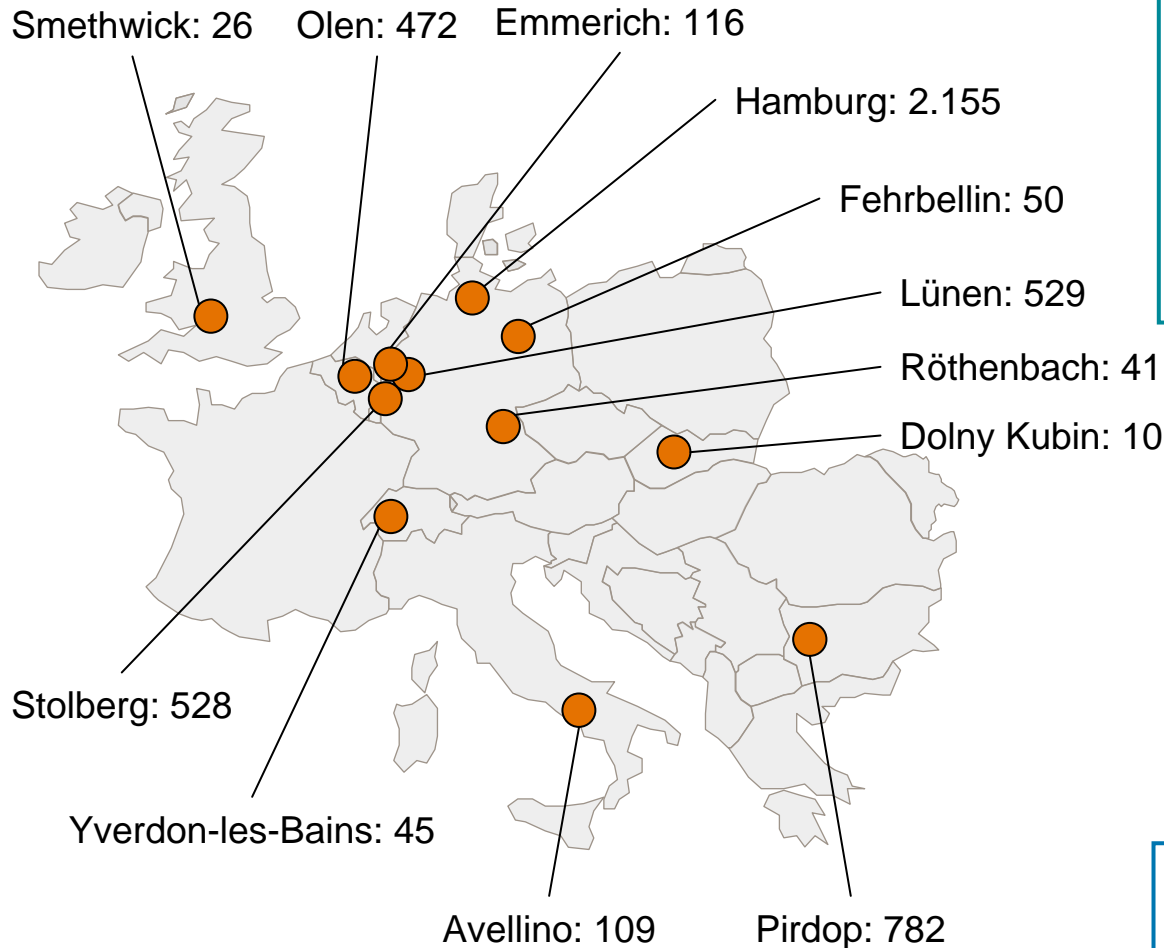 Smethwick: 26
Olen: 472
Emmerich: 116
Hamburg: 2.155
Fehrbellin: 50
Lünen: 529
Röthenbach: 41
Dolny Kubin: 10
Stolberg: 528
Yverdon-les-Bains: 45
Avellino: 109
Pirdop: 782